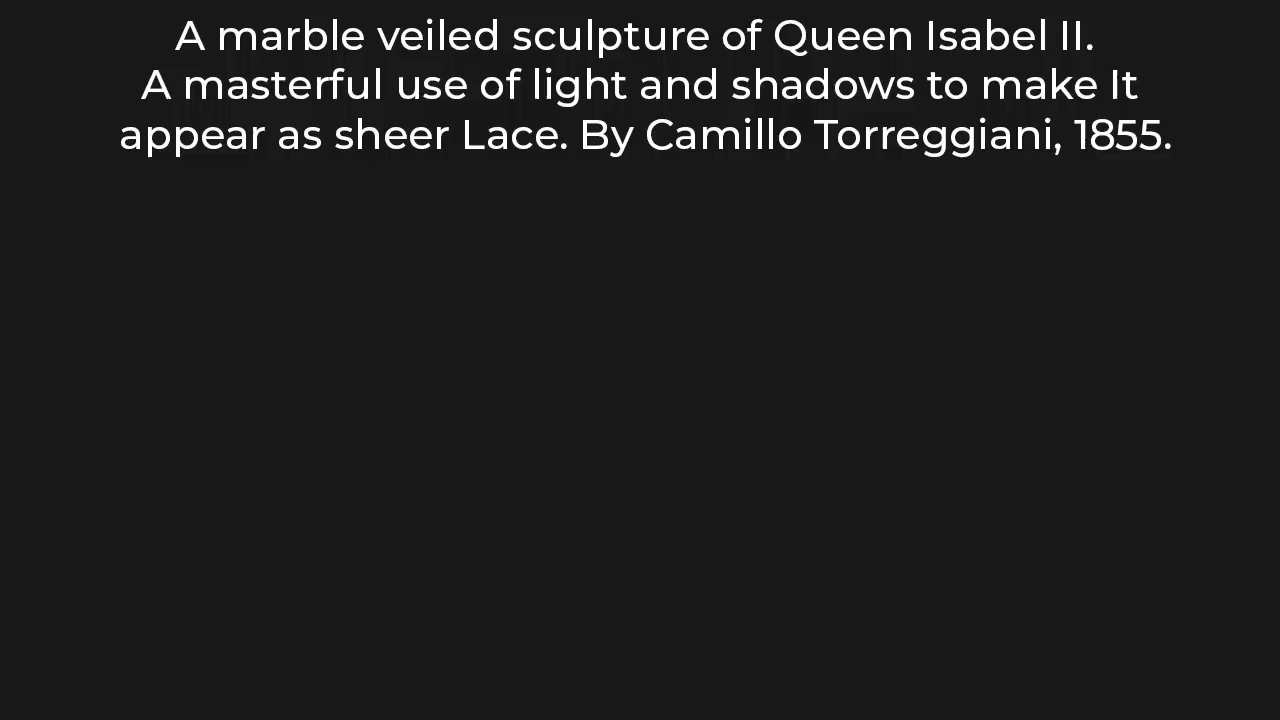 A marble veiled sculpture of Queen Isabel II.
A masterful use of light and shadows to make It
appear as sheer Lace. By Camillo Torreggiani, 1855.